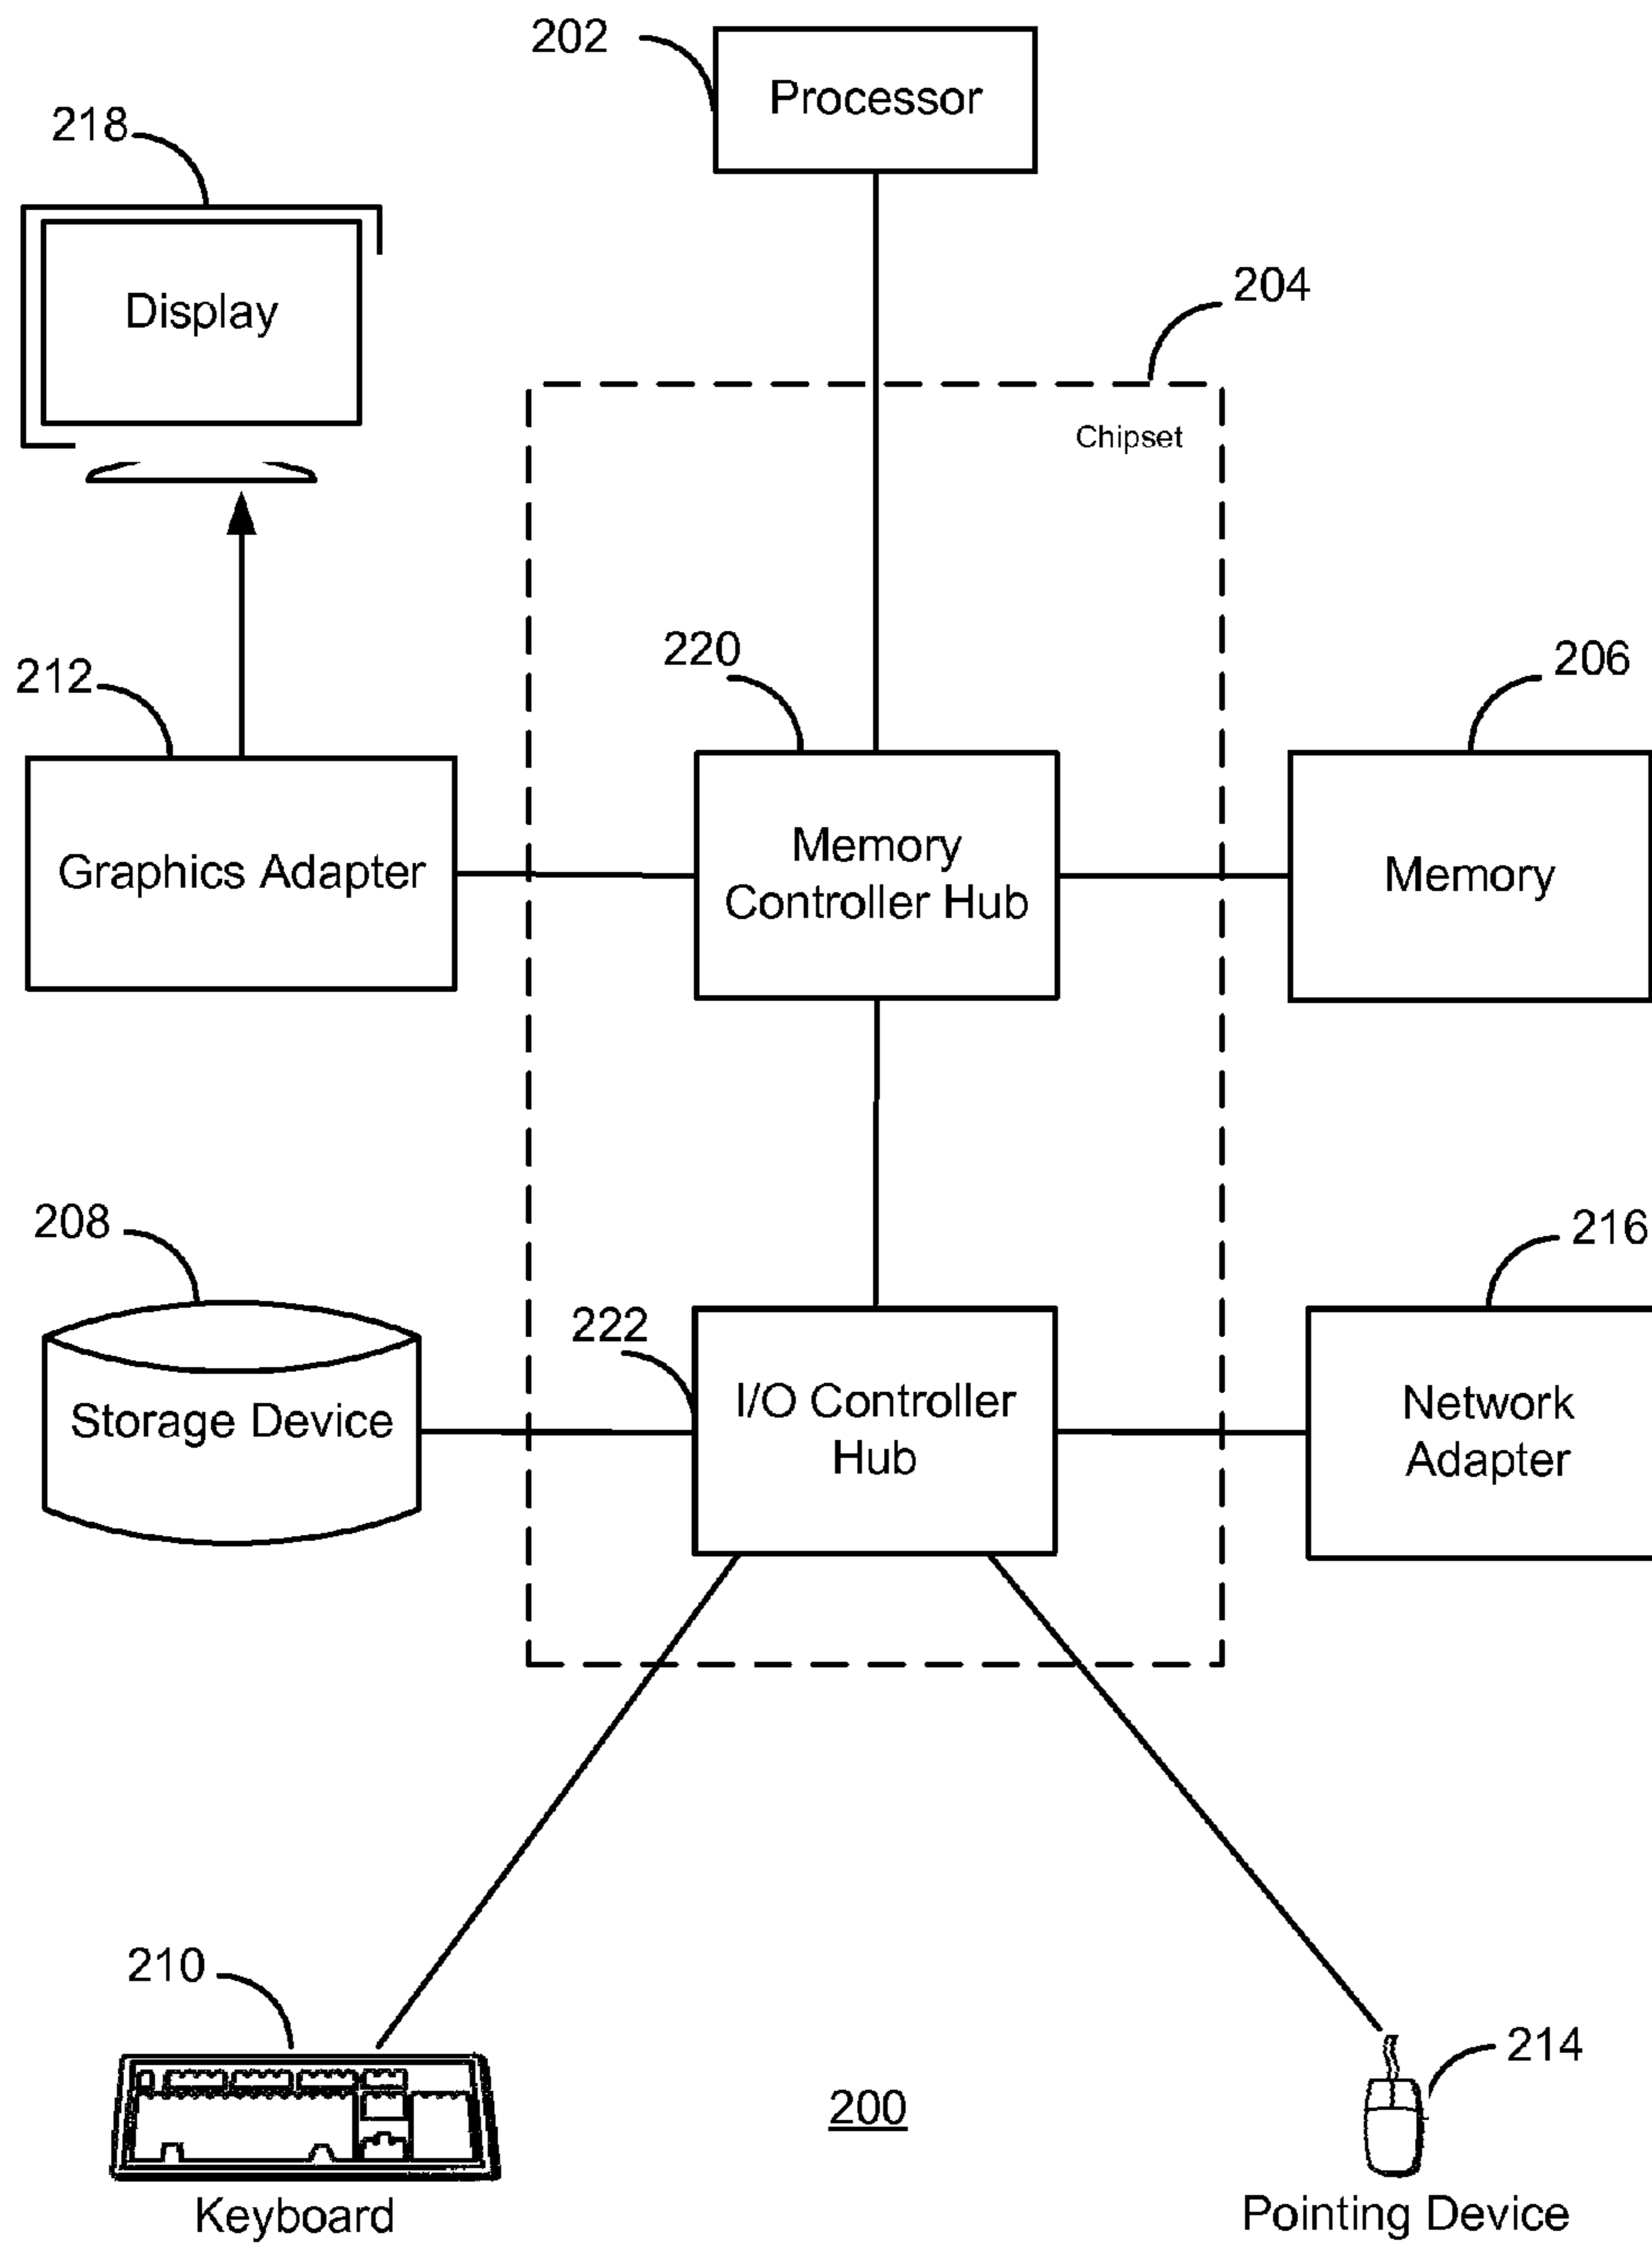 202
Processor
218
Display
204
Chipset
220
206
212
Memory
Controller Hub
Graphics Adapter
Memory
208
216
222
I/O Controller
Hub
Storage Device
Network
Adapter
210
214
200
Keyboard
Pointing Device